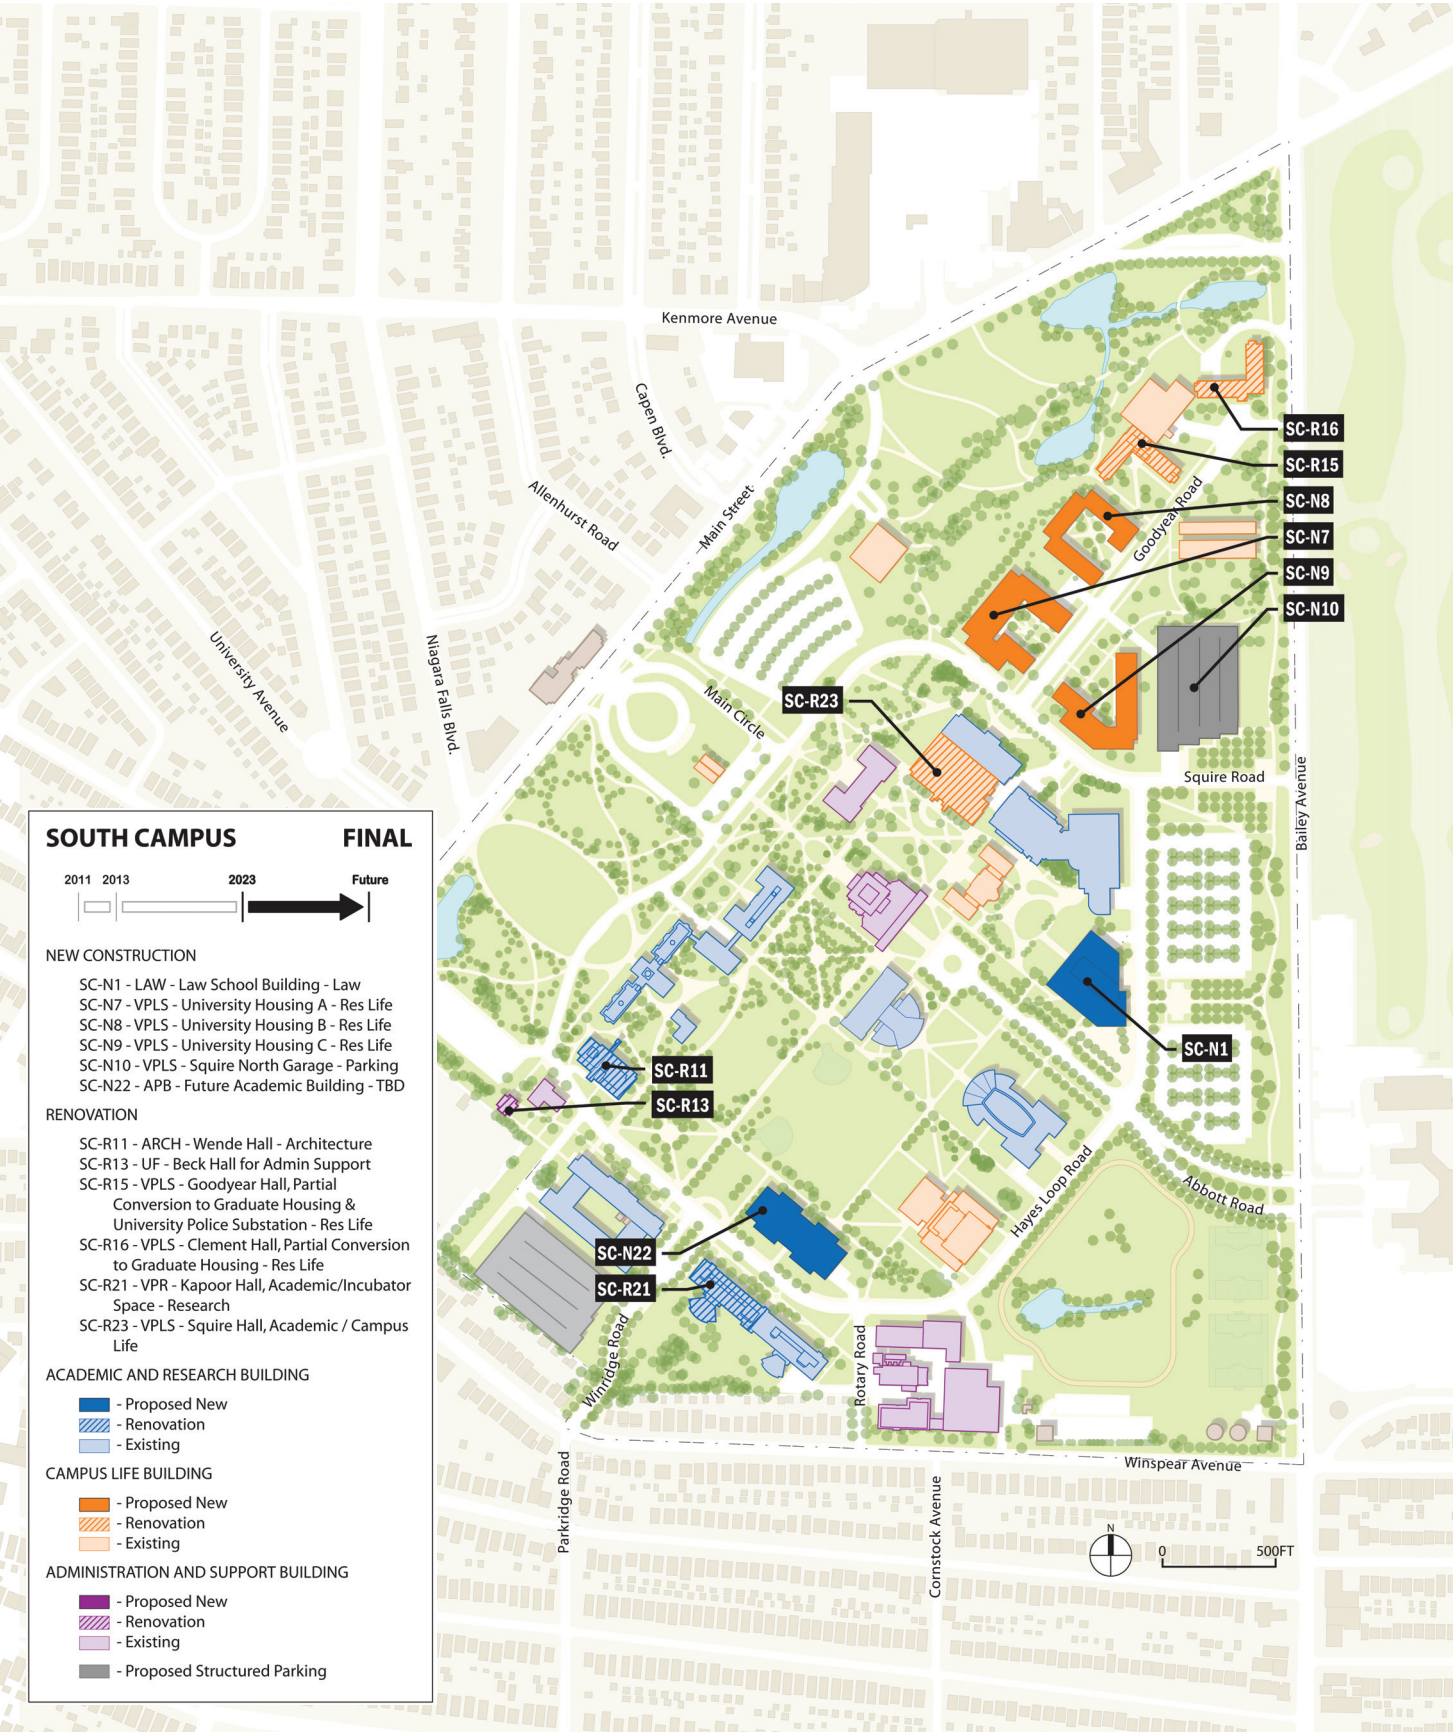 Kenmore Avenue
Capen Blvd.
Allenhurst Road
Main Street
University Avenue
Niagara Falls Blvd.
Main Circle
Goodyear Road
Squire Road
Bailey Avenue
Hayes Loop Road
Abbott Road
Winridge Road
Rotary Road
Parkridge Road
Cornstock Avenue
Winspear Avenue
SC-R16
SC-R15
SC-N8
SC-N7
SC-N9
SC-N10
SC-R23
SC-N1
SC-R11
SC-R13
SC-N22
SC-R21
N
0 500FT
SOUTH CAMPUS FINAL
2011 2013 2023 Future
NEW CONSTRUCTION
SC-N1 - LAW - Law School Building - Law
SC-N7 - VPLS - University Housing A - Res Life
SC-N8 - VPLS - University Housing B - Res Life
SC-N9 - VPLS - University Housing C - Res Life
SC-N10 - VPLS - Squire North Garage - Parking
SC-N22 - APB - Future Academic Building - TBD
RENOVATION
SC-R11 - ARCH - Wende Hall - Architecture
SC-R13 - UF - Beck Hall for Admin Support
SC-R15 - VPLS - Goodyear Hall, Partial
Conversion to Graduate Housing &
University Police Substation - Res Life
SC-R16 - VPLS - Clement Hall, Partial Conversion
to Graduate Housing - Res Life
SC-R21 - VPR - Kapoor Hall, Academic/Incubator
Space - Research
SC-R23 - VPLS - Squire Hall, Academic / Campus
Life
ACADEMIC AND RESEARCH BUILDING
- Proposed New
- Renovation
- Existing
CAMPUS LIFE BUILDING
- Proposed New
- Renovation
- Existing
ADMINISTRATION AND SUPPORT BUILDING
- Proposed New
- Renovation
- Existing
- Proposed Structured Parking